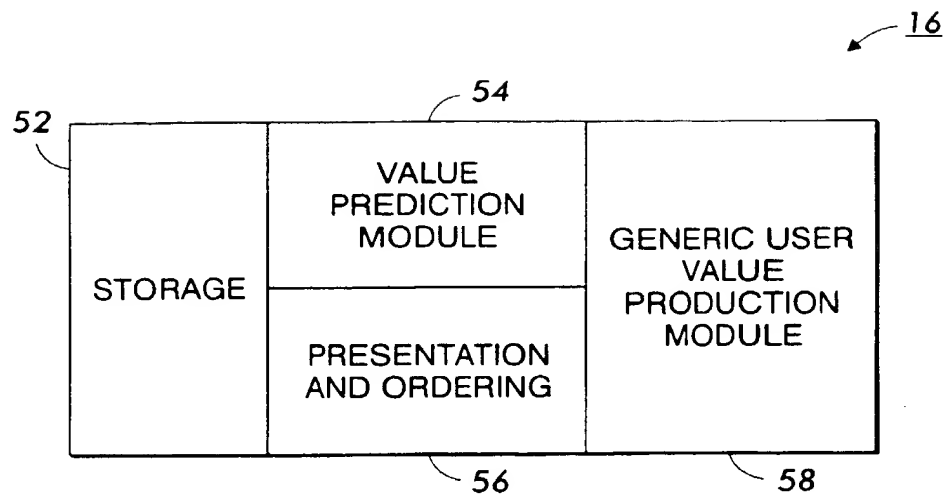 16
52
54
VALUE
PREDICTION
MODULE
STORAGE
GENERIC USER
VALUE
PRODUCTION
MODULE
PRESENTATION
AND ORDERING
56
58